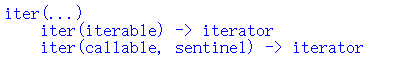 iter(...)
    iter(iterable) -> iterator
    iter(callable, sentinel) -> iterator